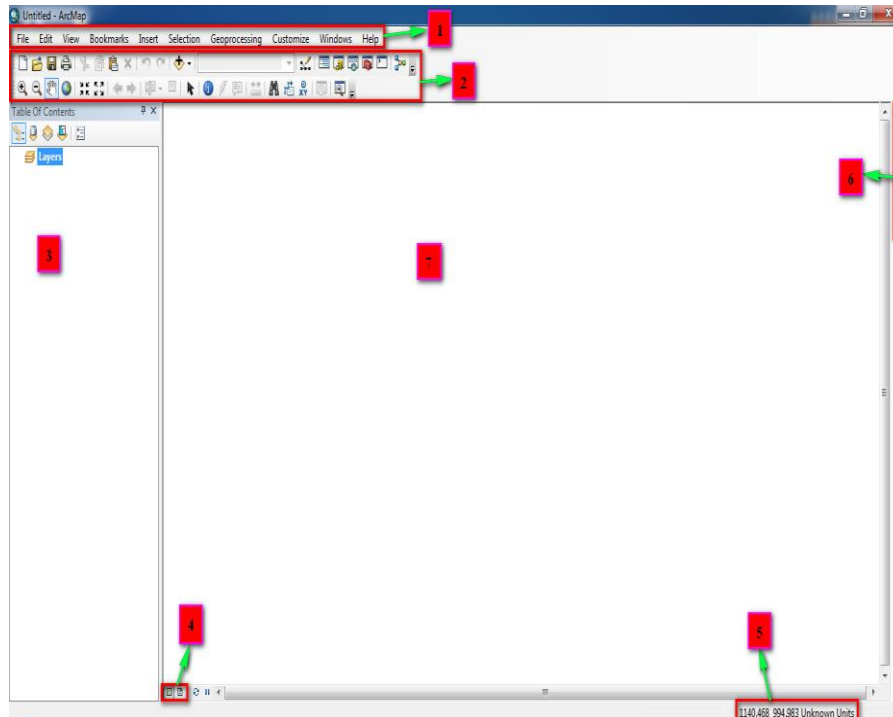 Untitled - ArcMap
File Edit View Bookmarks Insert Selection Geoprocessing Customize Windows Help
1
2
Table Of Contents
Layers
6
3
7
4
5
1140.468 994.983 Unknown Units